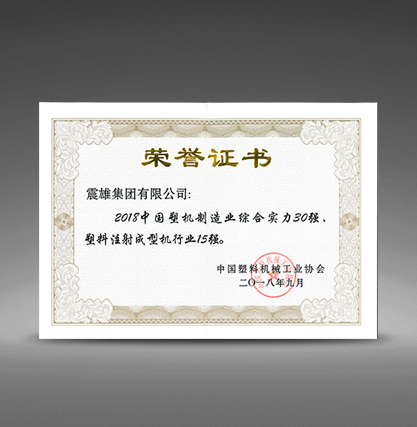 荣誉证书
震雄集团有限公司:
2018中国塑机制造业综合实力30强、
塑料注射成型机行业15强。
中国塑料机械工业协会
二〇一八年九月